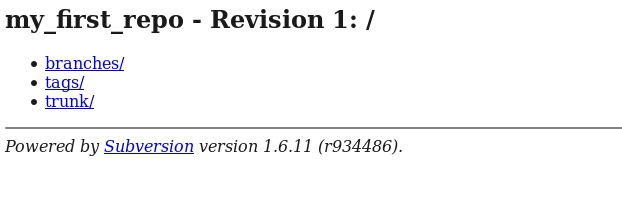 my_first_repo - Revision 1: /
branches/
tags/
trunk/
Powered by Subversion version 1.6.11 (r934486).